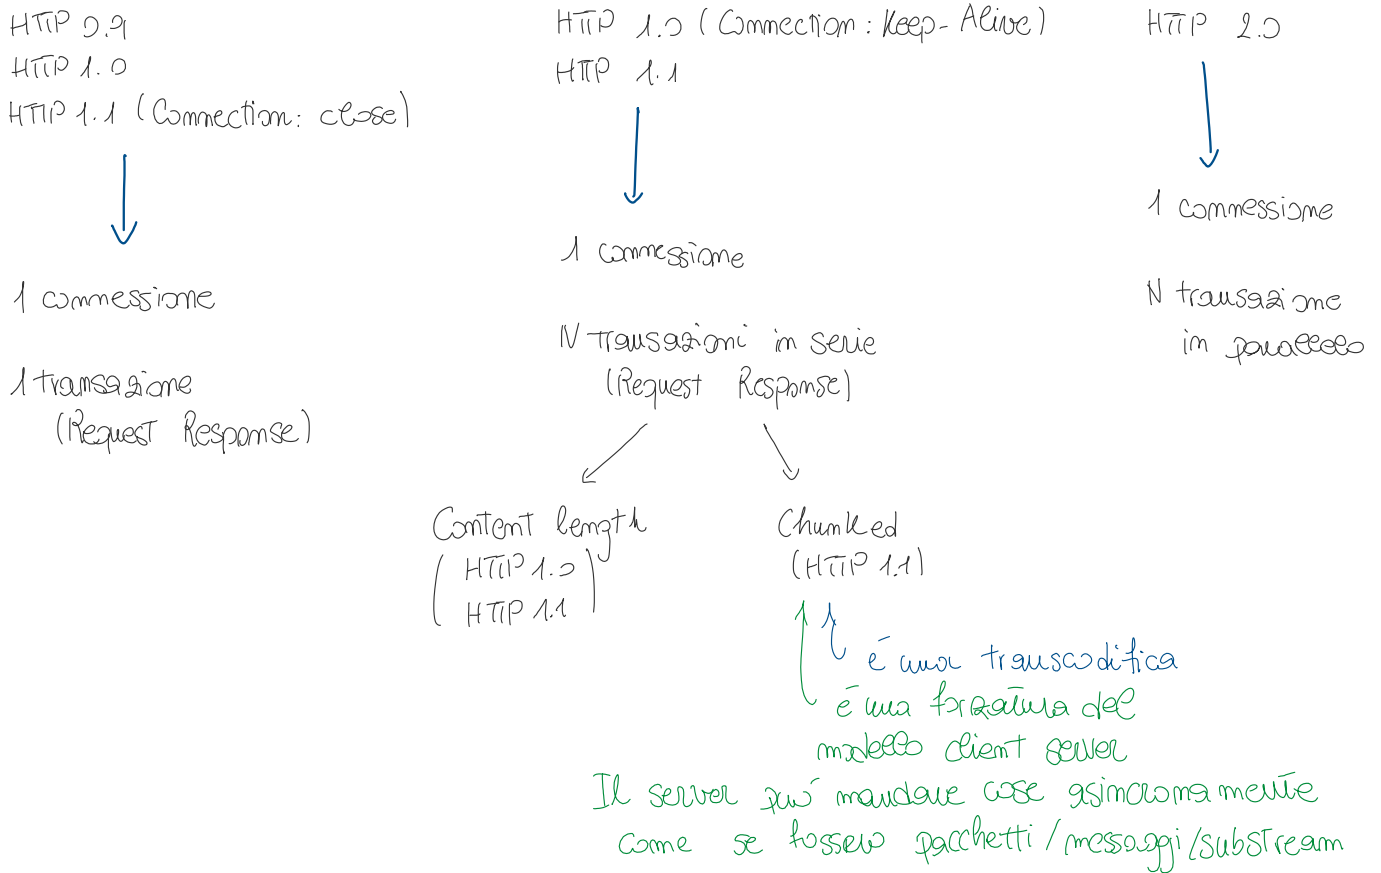 HTTP 0.9
HTTP 1.0
HTTP 1.1 (Connection: close)
1 connessione
1 transazione
(Request Response)
HTTP 1.0 (Connection: Keep-Alive)
HTTP 1.1
1 connessione
N transazioni in serie
(Request Response)
Content length
(HTTP 1.0
HTTP 1.1)
Chunked
(HTTP 1.1)
é una transcodifica
é una forzatura del
modello client server
Il server può mandare cose asincronamente
come se fossero pacchetti/messaggi/substream
HTTP 2.0
1 connessione
N transazione
in parallelo